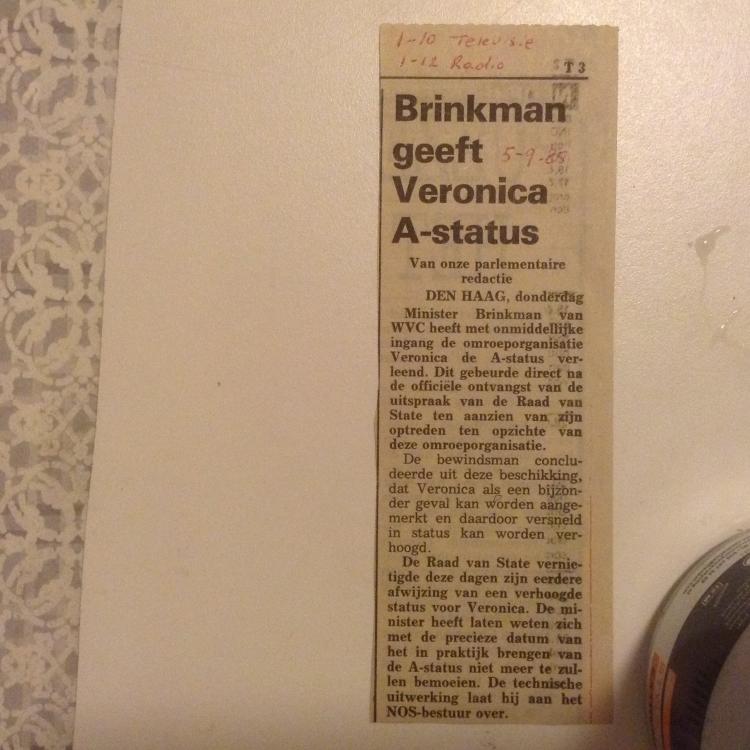 1-10 Televisie
1-12 Radio
T 3
Brinkman
geeft 5-9-85
Veronica
A-status
Van onze parlementaire
redactie
DEN HAAG, donderdag
Minister Brinkman van
WVC heeft met onmiddellijke
ingang de omroeporganisatie
Veronica de A-status ver-
leend. Dit gebeurde direct na
de officiële ontvangst van de
uitspraak van de Raad van
State ten aanzien van zijn
optreden ten opzichte van
deze omroeporganisatie.
De bewindsman conclu-
deerde uit deze beschikking,
dat Veronica als een bijzon-
der geval kan worden aange-
merkt en daardoor versneld
in status kan worden ver-
hoogd.
De Raad van State vernie-
tigde deze dagen zijn eerdere
afwijzing van een verhoogde
status voor Veronica. De mi-
nister heeft laten weten zich
met de precieze datum van
het in praktijk brengen van
de A-status niet meer te zul-
len bemoeien. De technische
uitwerking laat hij aan het
NOS-bestuur over.